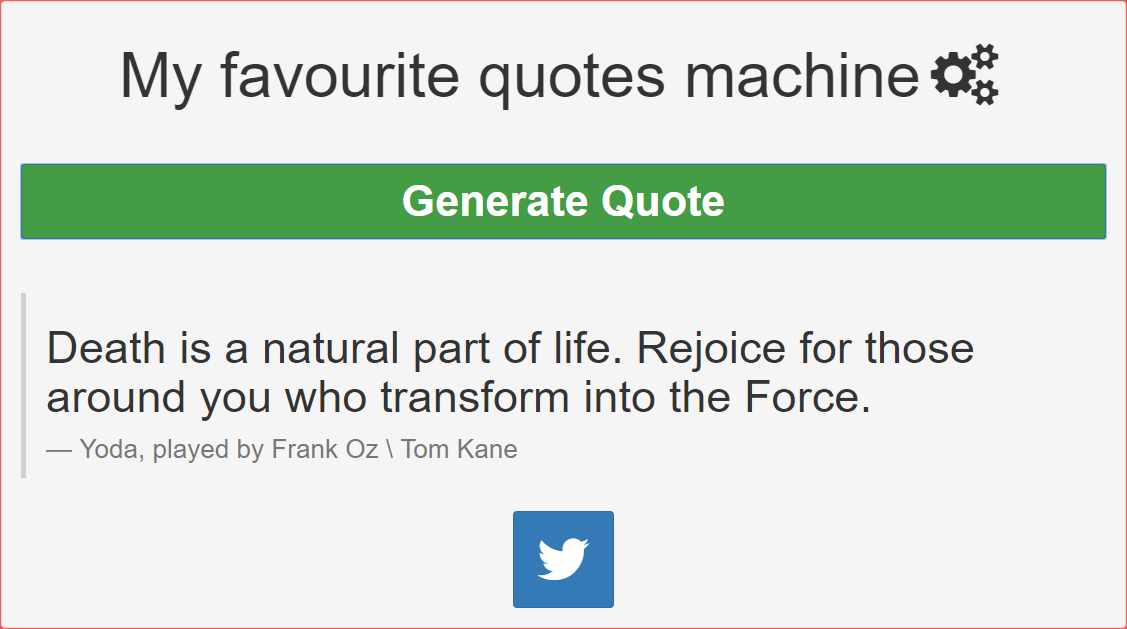 My favourite quotes machine
Generate Quote
Death is a natural part of life. Rejoice for those
around you who transform into the Force.
— Yoda, played by Frank Oz \ Tom Kane